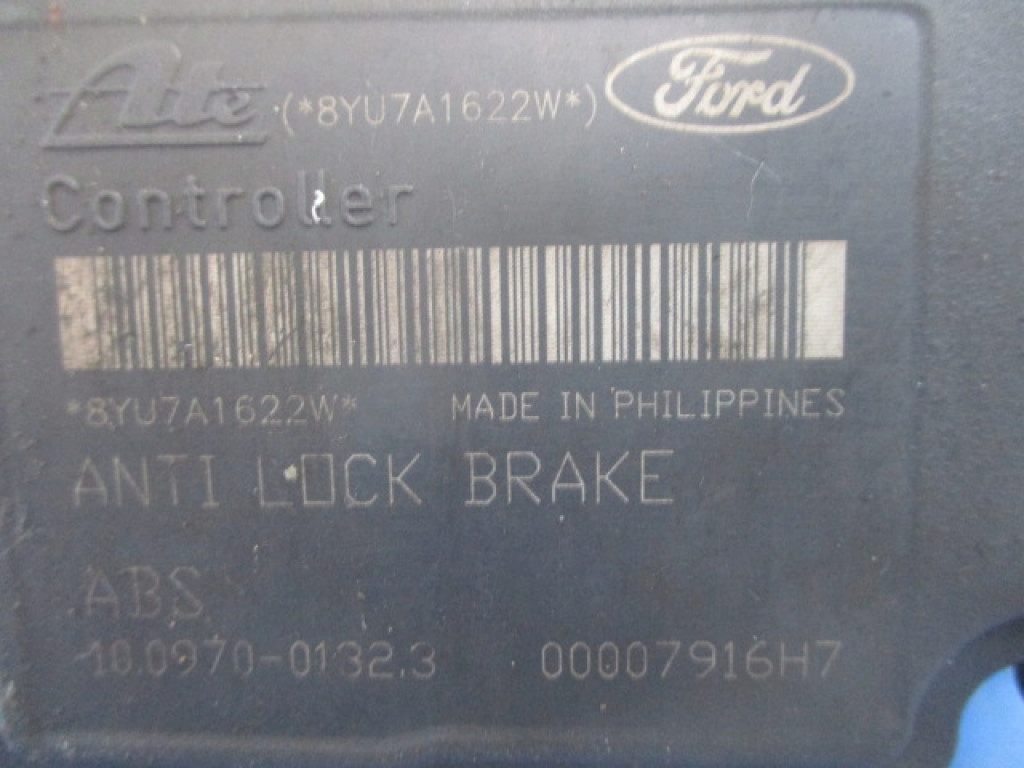 Ate (*8YU7A1622W*) Ford
Controller
*8YU7A1622W* MADE IN PHILIPPINES
ANTI LOCK BRAKE
ABS
10.0970-0132.3 00007916H7